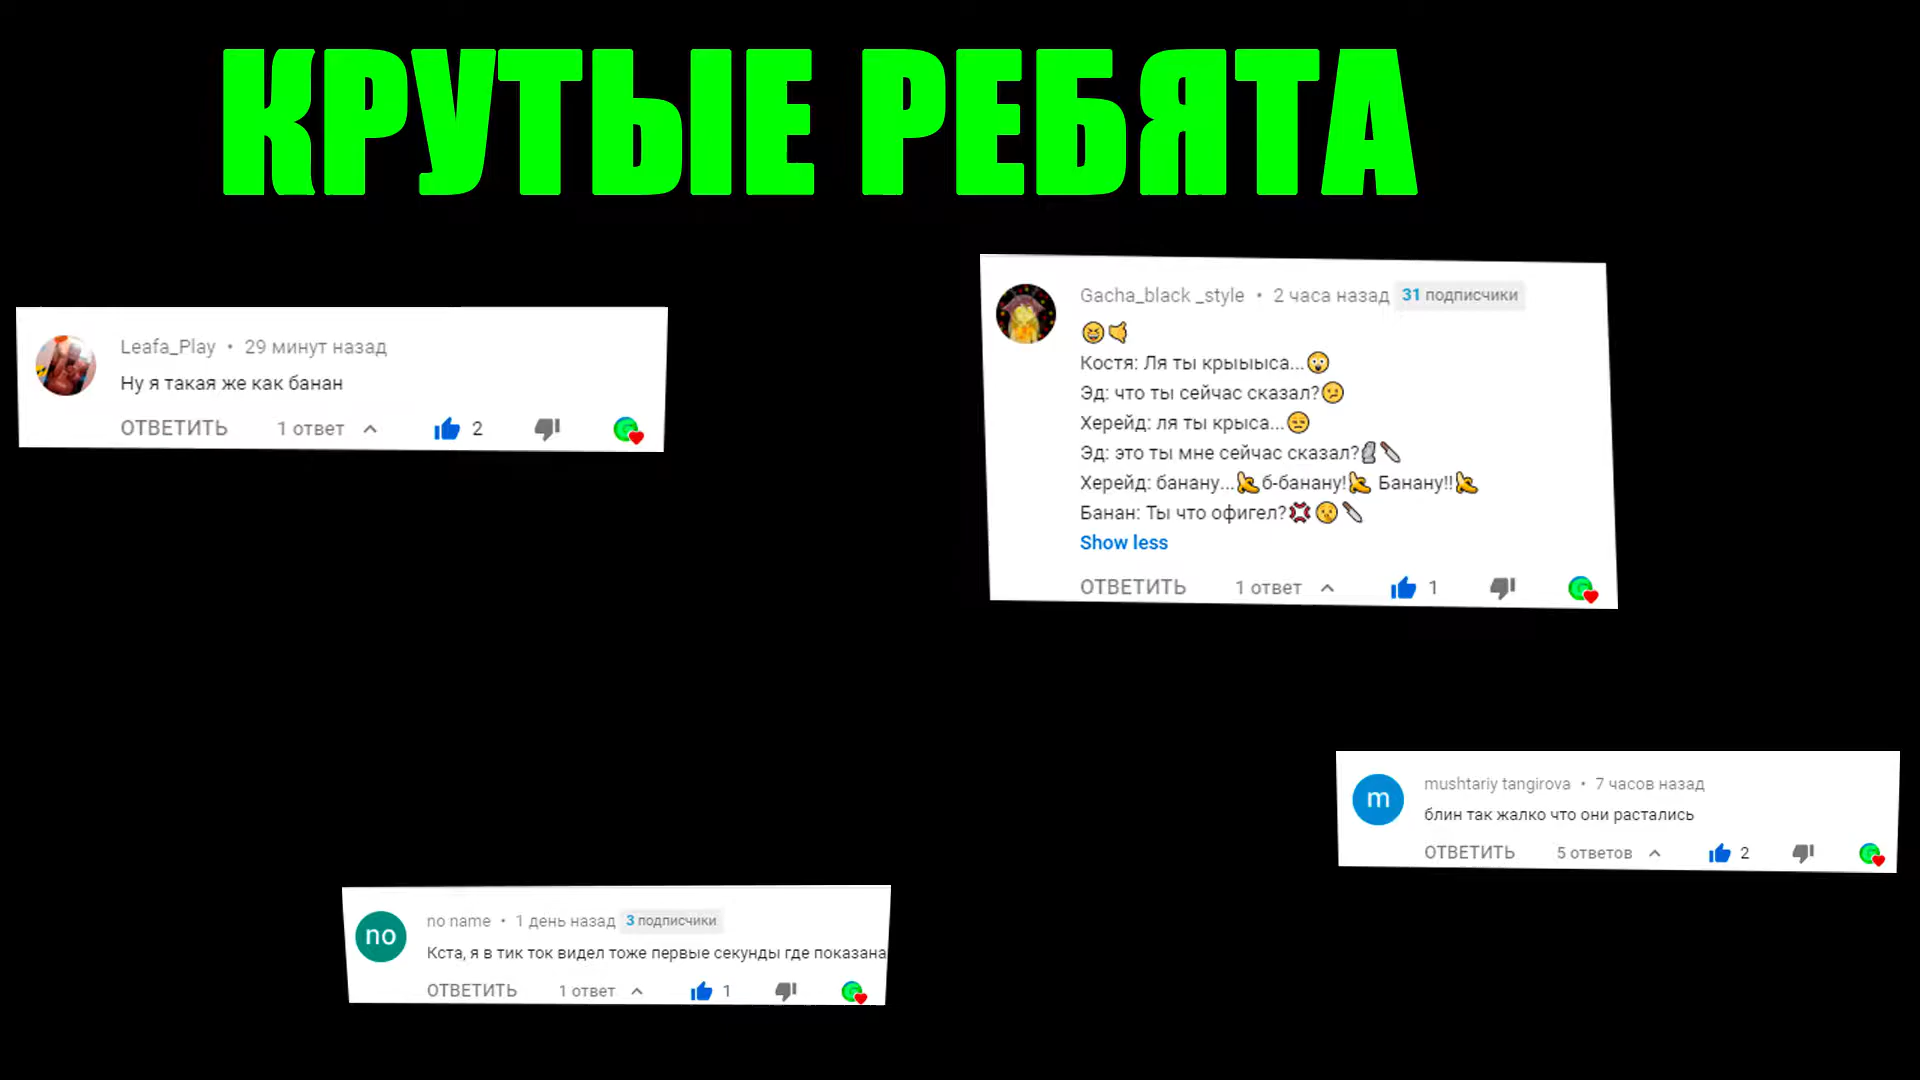 КРУТЫЕ РЕБЯТА
Leafa_Play • 29 минут назад
Ну я такая же как банан
ОТВЕТИТЬ 1 ответ 2
Gacha_black _style • 2 часа назад 31 подписчики
Костя: Ля ты крыыыса...😲
Эд: что ты сейчас сказал?😕
Херейд: ля ты крыса...😔
Эд: это ты мне сейчас сказал?🗿🔪
Херейд: банану...🍌б-банану!🍌 Банану!!🍌
Банан: Ты что офигел?💢🤫🔪
Show less
ОТВЕТИТЬ 1 ответ 1
m
mushtariy tangirova • 7 часов назад
блин так жалко что они растались
ОТВЕТИТЬ 5 ответов 2
no
no name • 1 день назад 3 подписчики
Кста, я в тик ток видел тоже первые секунды где показана
ОТВЕТИТЬ 1 ответ 1